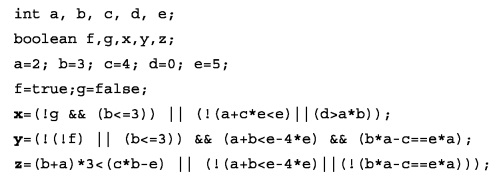 int a, b, c, d, e;
boolean f,g,x,y,z;
a=2; b=3; c=4; d=0; e=5;
f=true;g=false;
x=(!g && (b<=3)) || (!(a+c*e<e)||(d>a*b));
y=(!(!f) || (b<=3)) && (a+b<e-4*e) && (b*a-c==e*a);
z=(b+a)*3<(c*b-e) || (!(a+b<e-4*e)||(!(b*a-c==e*a)));